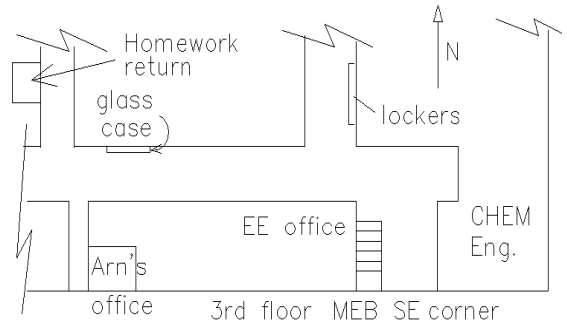 Homework
return
N
glass
case
lockers
CHEM
Eng.
EE office
Arn's
office
3rd floor MEB SE corner